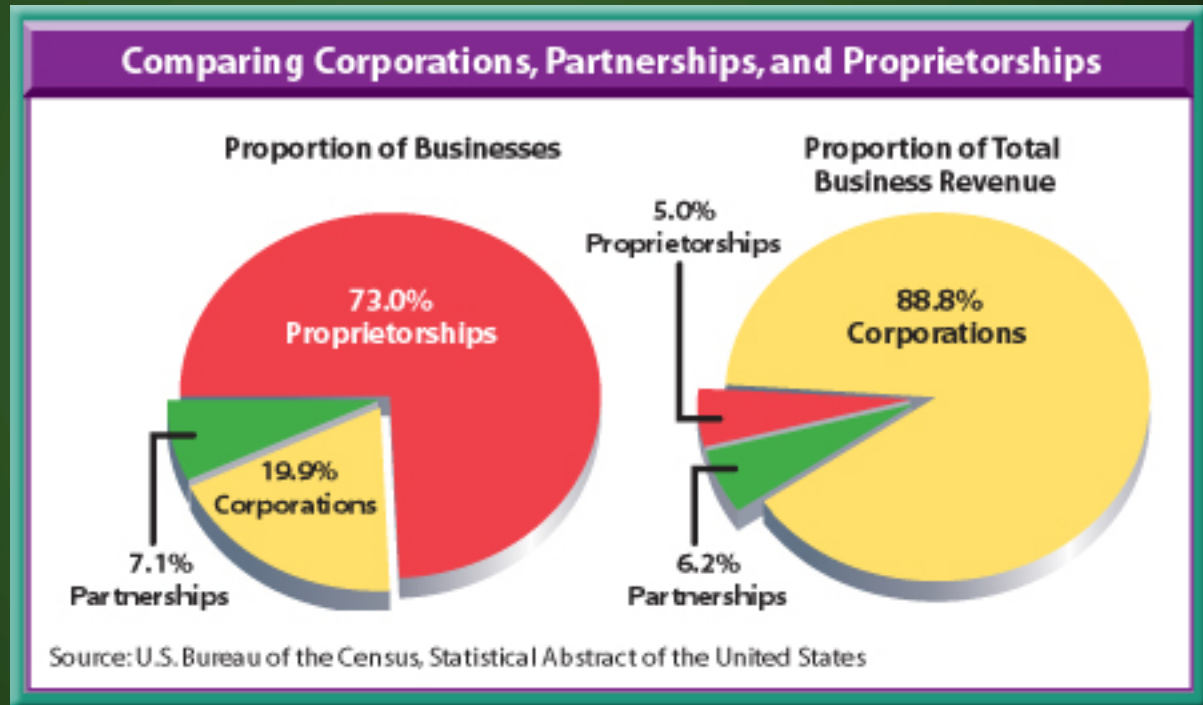 Comparing Corporations, Partnerships, and Proprietorships
Proportion of Businesses
73.0%
Proprietorships
19.9%
Corporations
7.1%
Partnerships
Proportion of Total
Business Revenue
5.0%
Proprietorships
88.8%
Corporations
6.2%
Partnerships
Source: U.S. Bureau of the Census, Statistical Abstract of the United States